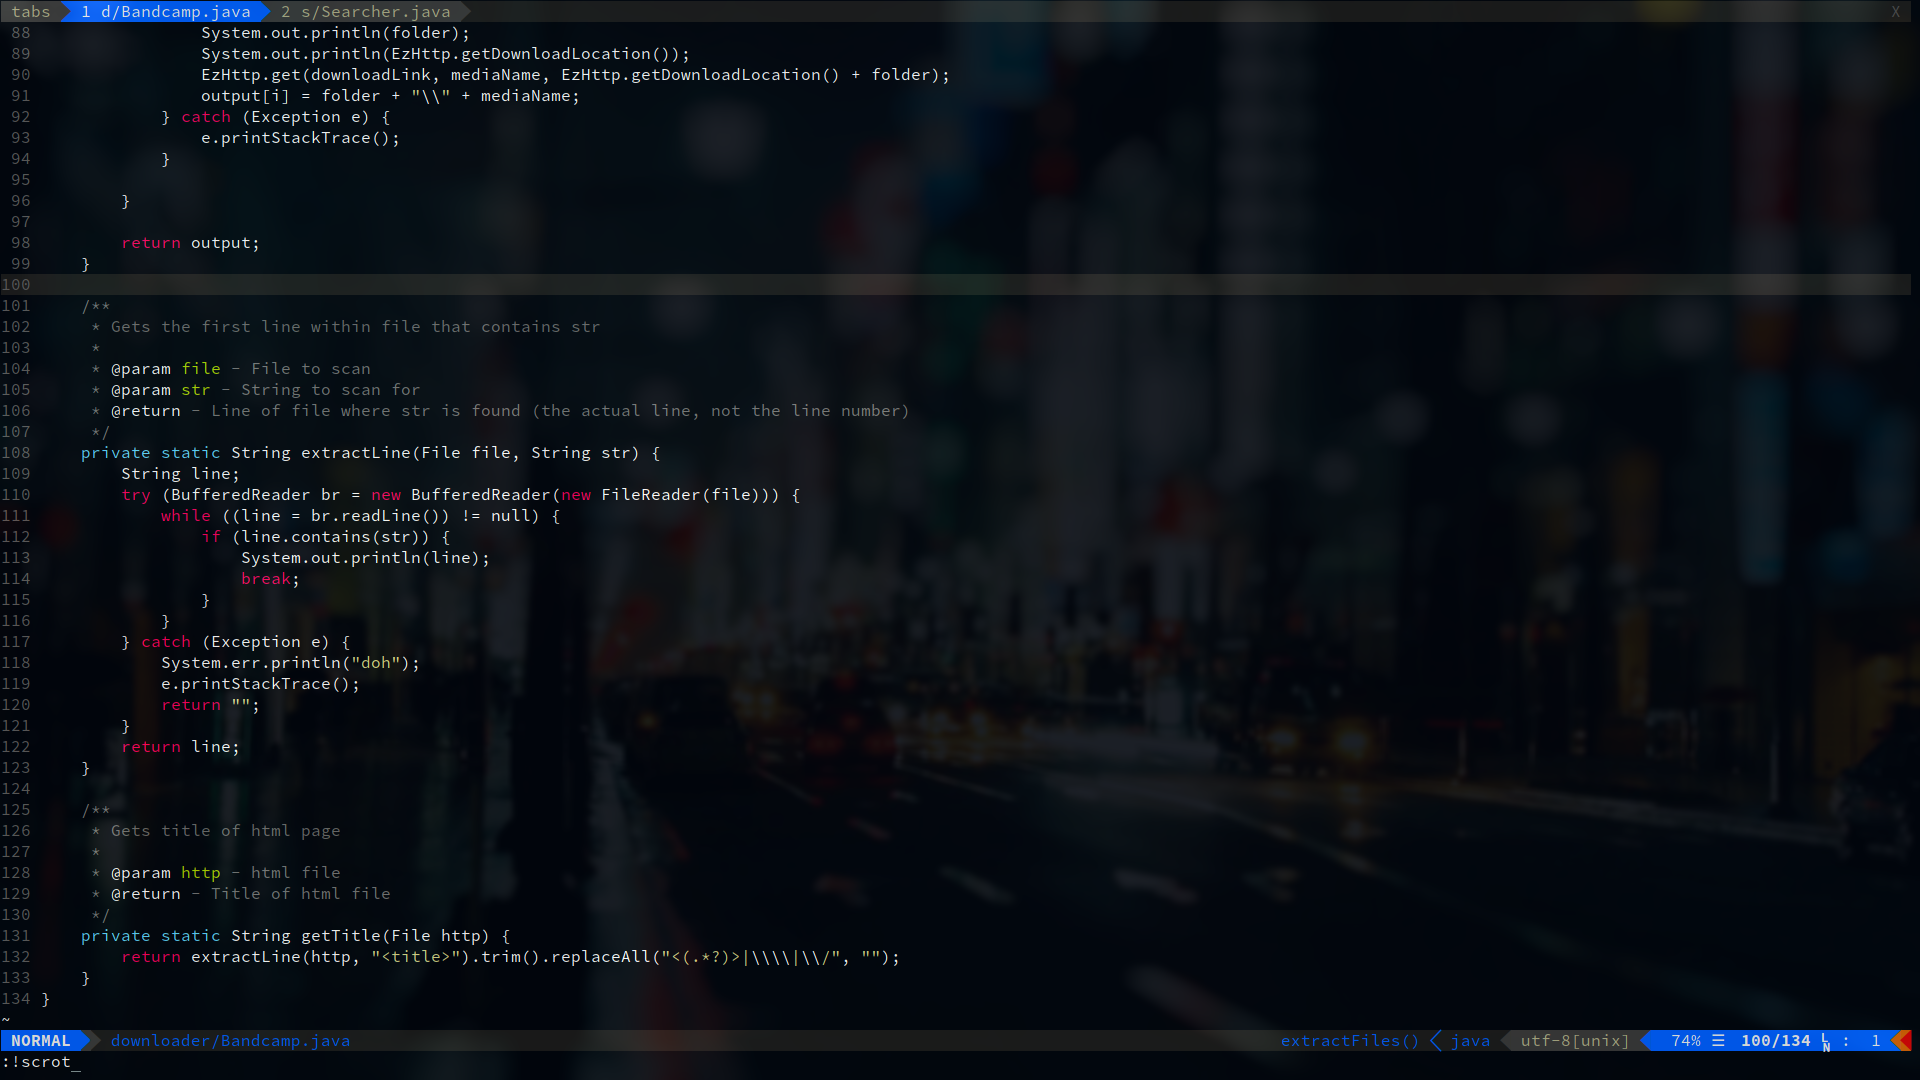 tabs 1 d/Bandcamp.java 2 s/Searcher.java X
88                 System.out.println(folder);
89                 System.out.println(EzHttp.getDownloadLocation());
90                 EzHttp.get(downloadLink, mediaName, EzHttp.getDownloadLocation() + folder);
91                 output[i] = folder + "\\" + mediaName;
92             } catch (Exception e) {
93                 e.printStackTrace();
94             }
95
96         }
97
98         return output;
99     }
100
101     /**
102      * Gets the first line within file that contains str
103      *
104      * @param file - File to scan
105      * @param str - String to scan for
106      * @return - Line of file where str is found (the actual line, not the line number)
107      */
108     private static String extractLine(File file, String str) {
109         String line;
110         try (BufferedReader br = new BufferedReader(new FileReader(file))) {
111             while ((line = br.readLine()) != null) {
112                 if (line.contains(str)) {
113                     System.out.println(line);
114                     break;
115                 }
116             }
117         } catch (Exception e) {
118             System.err.println("doh");
119             e.printStackTrace();
120             return "";
121         }
122         return line;
123     }
124
125     /**
126      * Gets title of html page
127      *
128      * @param http - html file
129      * @return - Title of html file
130      */
131     private static String getTitle(File http) {
132         return extractLine(http, "<title>").trim().replaceAll("<(.*?)>|\\\\|\\/", "");
133     }
134 }
~
NORMAL downloader/Bandcamp.java extractFiles() java utf-8[unix] 74% ☰ 100/134 LN : 1
:!scrot_